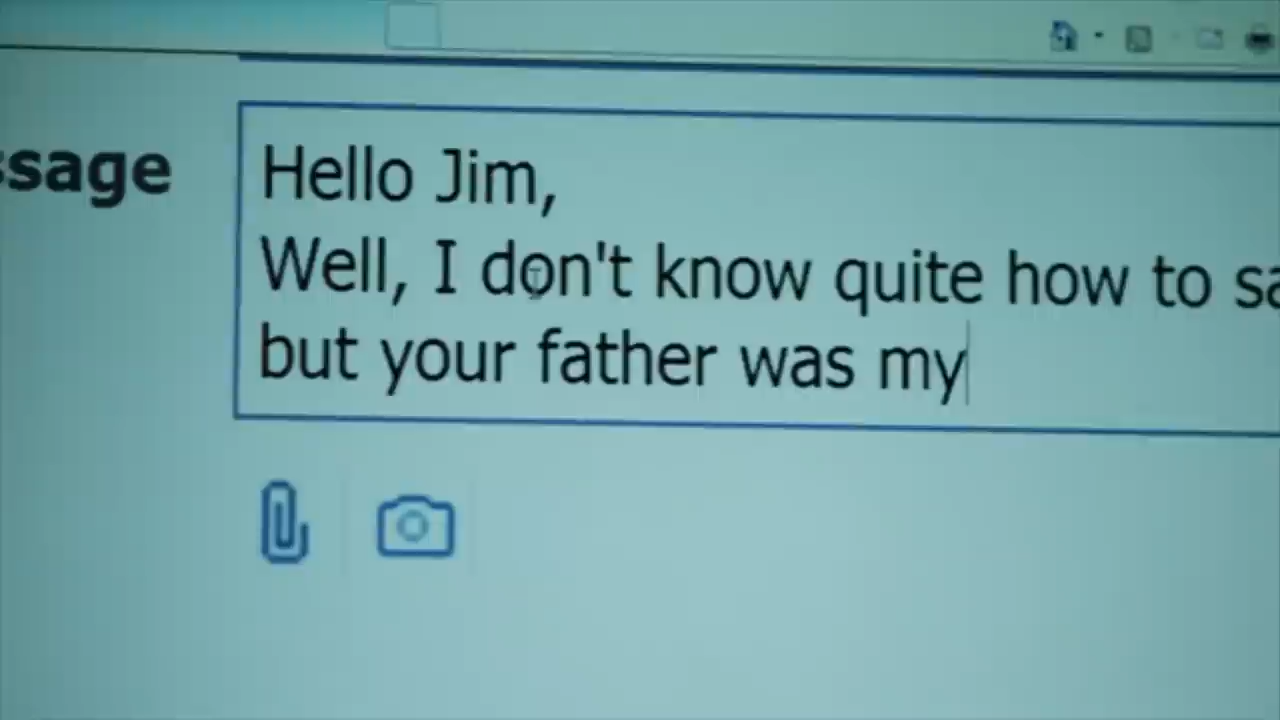 ssage
Hello Jim,
Well, I don't know quite how to sa
but your father was my